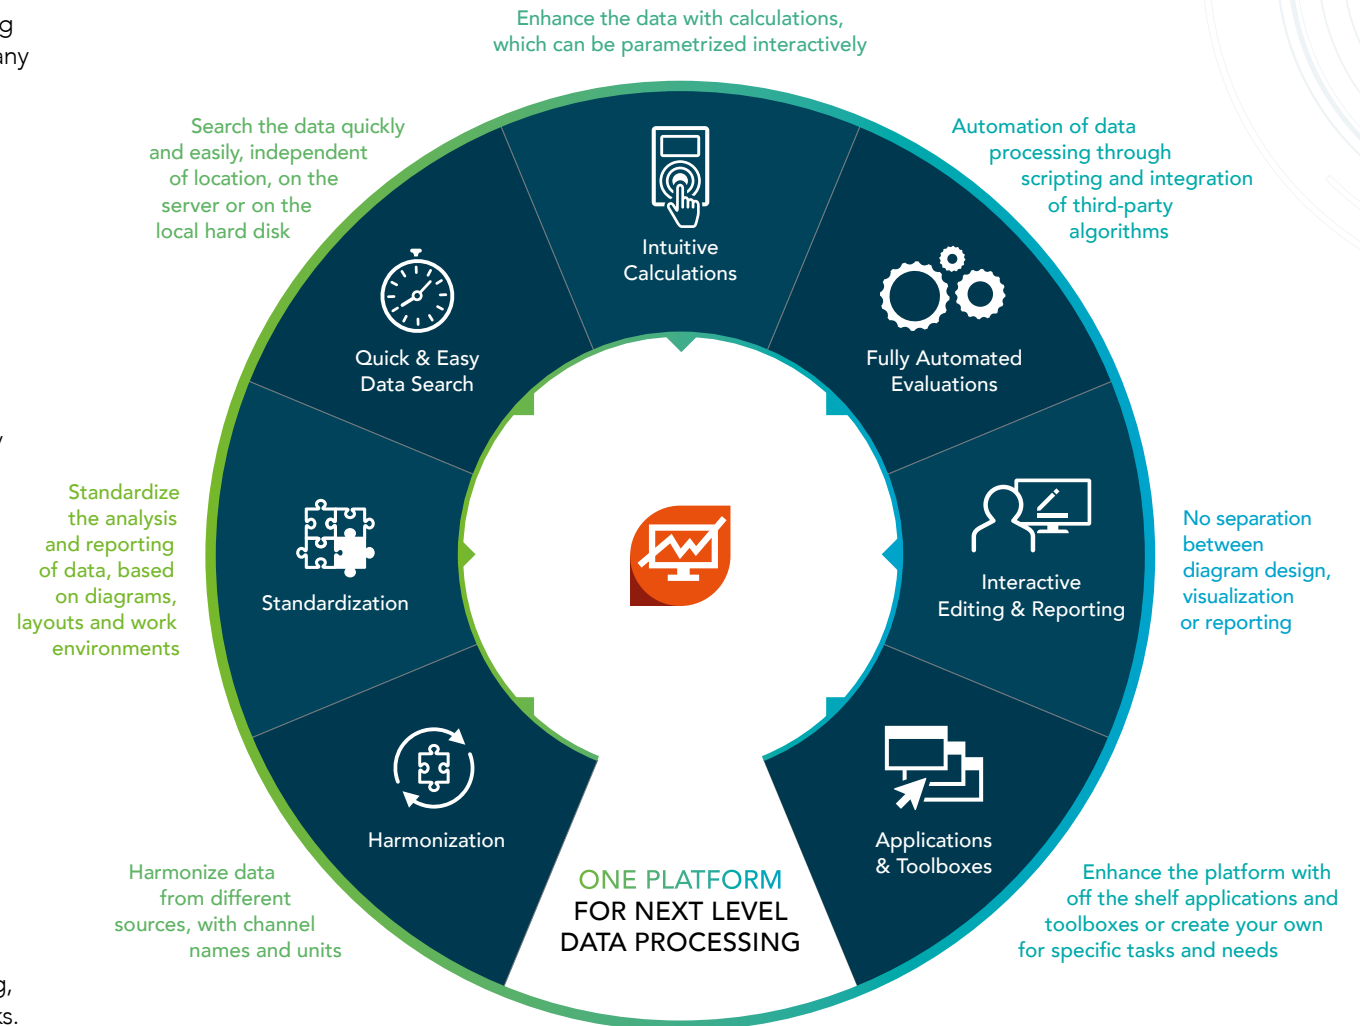 g
any
y
g,
ks.
Enhance the data with calculations,
which can be parametrized interactively
Search the data quickly
and easily, independent
of location, on the
server or on the
local hard disk
Automation of data
processing through
scripting and integration
of third-party
algorithms
Intuitive
Calculations
Quick & Easy
Data Search
Fully Automated
Evaluations
Standardize
the analysis
and reporting
of data, based
on diagrams,
layouts and work
environments
Standardization
Interactive
Editing & Reporting
No separation
between
diagram design,
visualization
or reporting
Harmonization
Applications
& Toolboxes
Harmonize data
from different
sources, with channel
names and units
ONE PLATFORM
FOR NEXT LEVEL
DATA PROCESSING
Enhance the platform with
off the shelf applications and
toolboxes or create your own
for specific tasks and needs